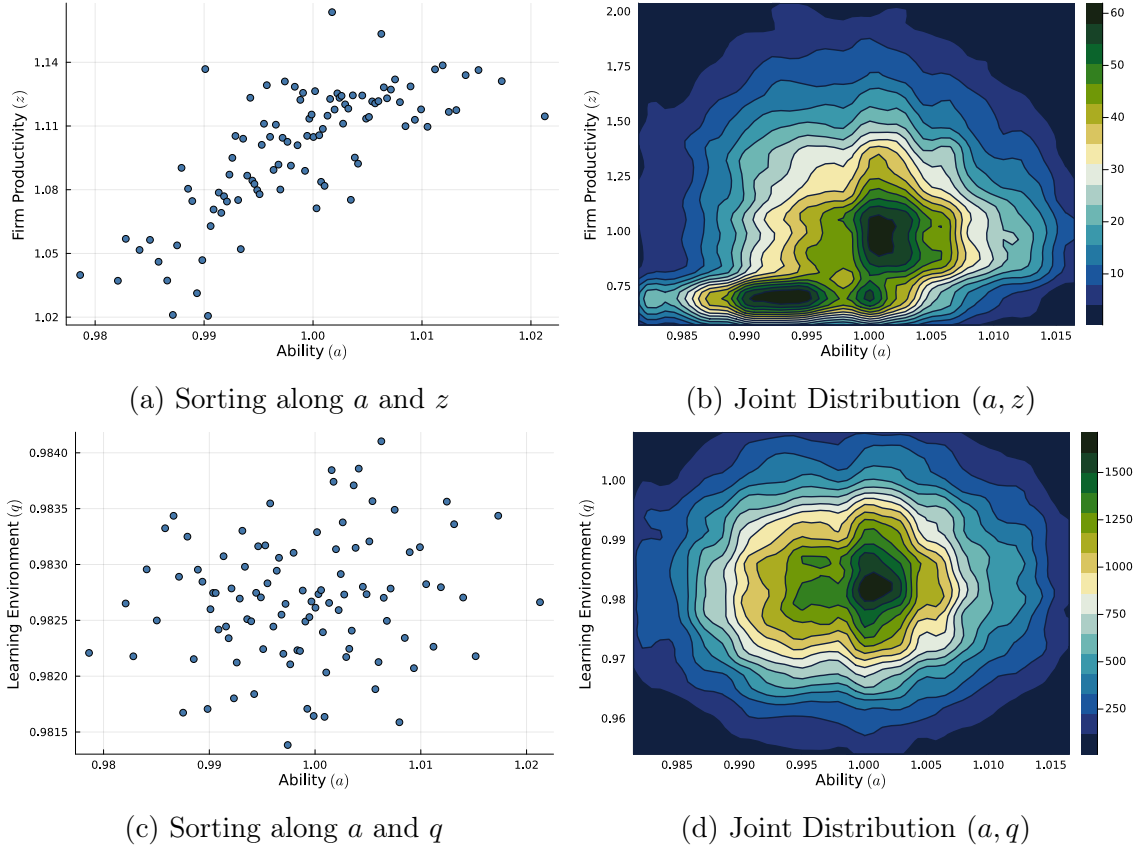 1.14
1.11
1.08
1.05
1.02
Firm Productivity (z)
0.98 0.99 1.00 1.01 1.02
Ability (a)
2.00
1.75
1.50
1.25
1.00
0.75
Firm Productivity (z)
0.985 0.990 0.995 1.000 1.005 1.010 1.015
Ability (a)
60
50
40
30
20
10
(a) Sorting along a and z
(b) Joint Distribution (a, z)
0.9840
0.9835
0.9830
0.9825
0.9820
0.9815
Learning Environment (q)
0.98 0.99 1.00 1.01 1.02
Ability (a)
1.00
0.99
0.98
0.97
0.96
Learning Environment (q)
0.985 0.990 0.995 1.000 1.005 1.010 1.015
Ability (a)
1500
1250
1000
750
500
250
(c) Sorting along a and q
(d) Joint Distribution (a, q)